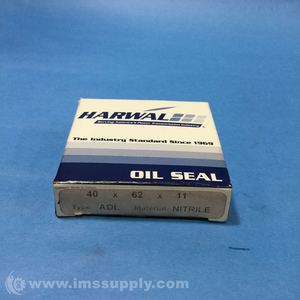 HARWAL
The Industry Standard Since 1969
OIL SEAL
40 x 62 x 11
Type: ADL Material: NITRILE
© www.imssupply.com